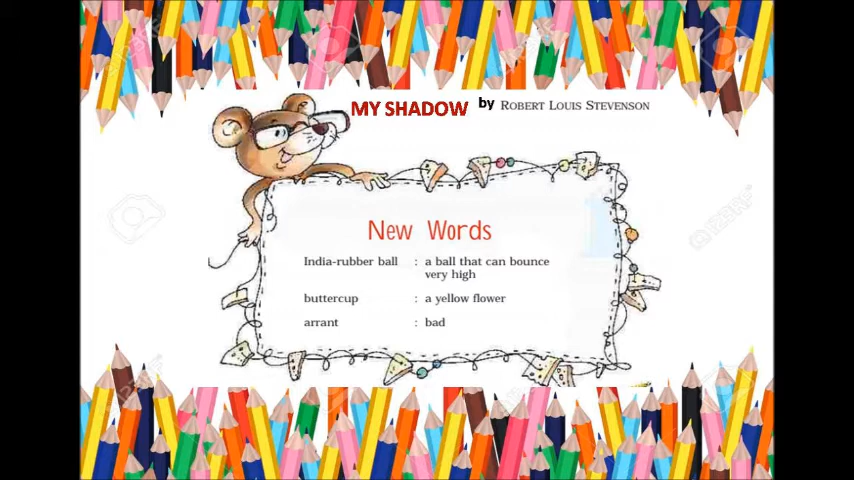 MY SHADOW by ROBERT LOUIS STEVENSON
New Words
India-rubber ball : a ball that can bounce
very high
buttercup : a yellow flower
arrant : bad